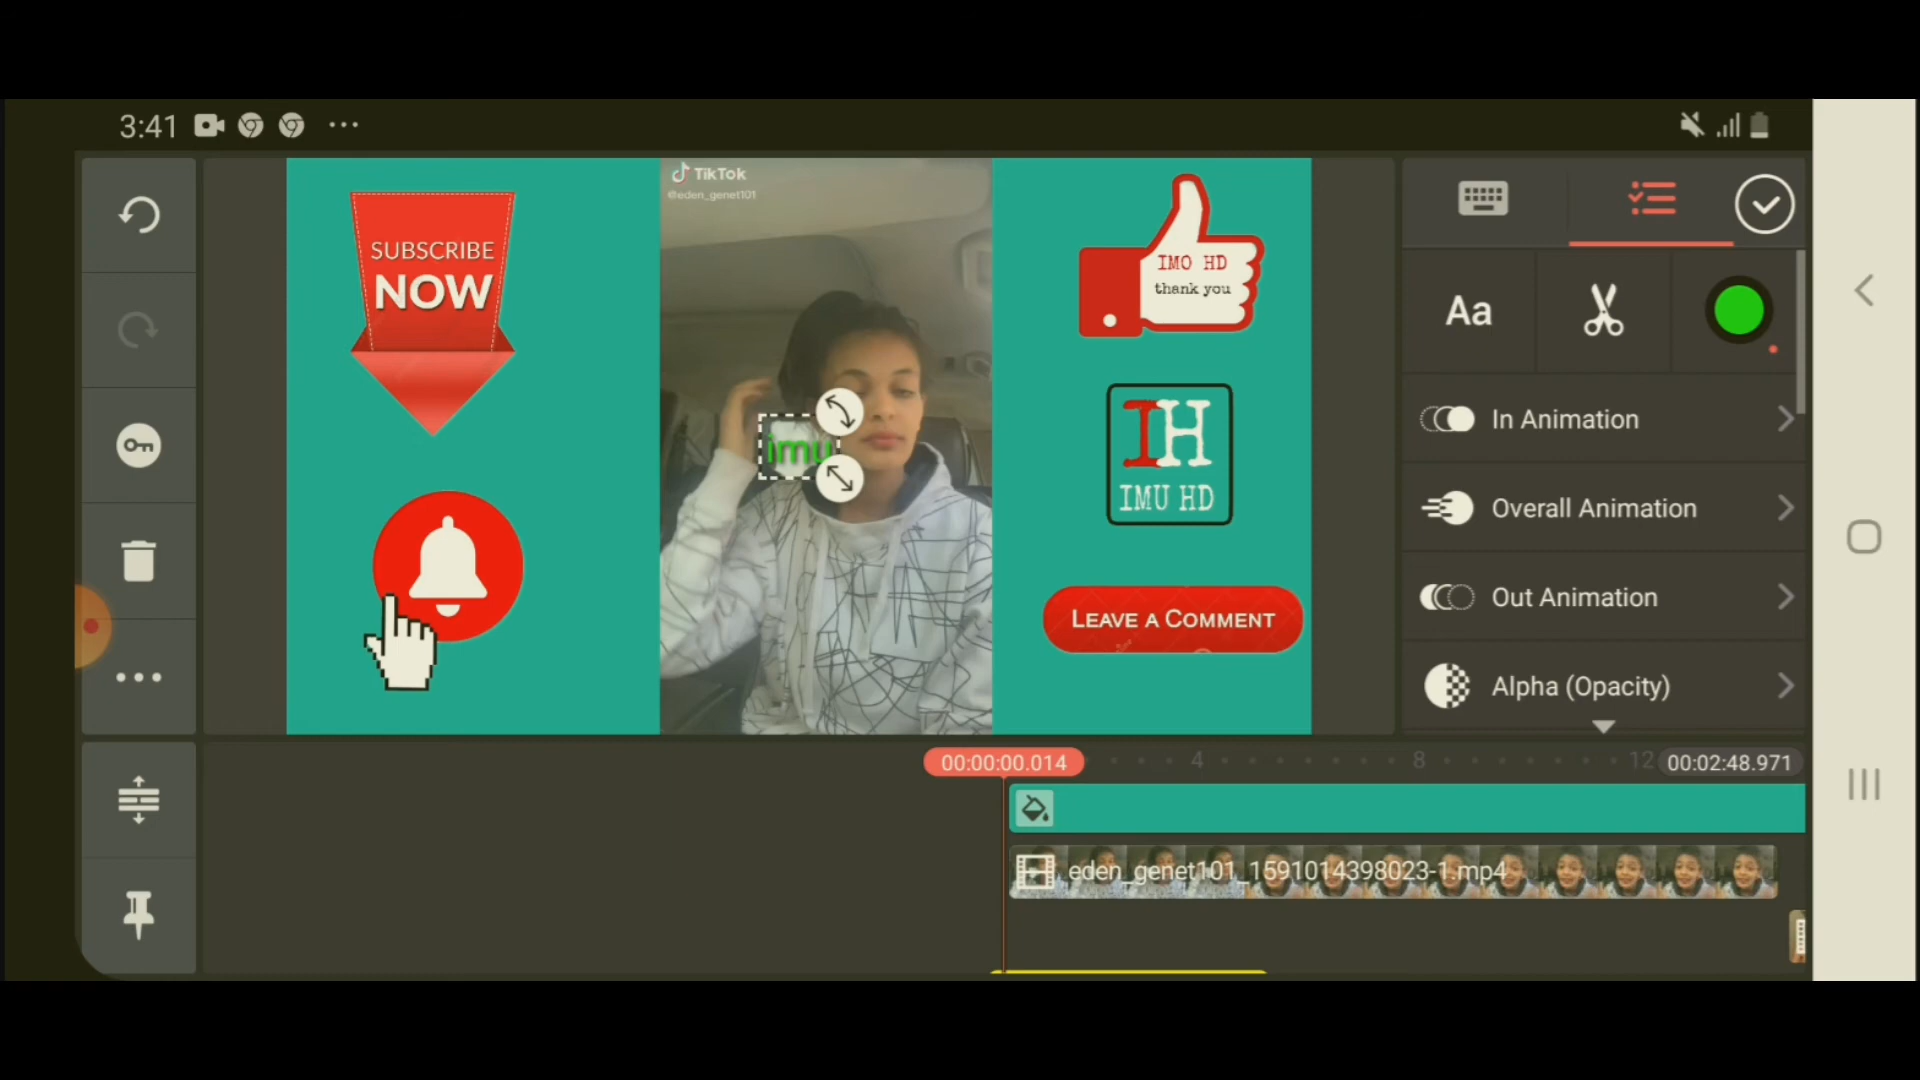 3:41
SUBSCRIBE
NOW
TikTok
@eden_genet101
imu
IMO HD
thank you
IH
IMU HD
LEAVE A COMMENT
Aa
In Animation
Overall Animation
Out Animation
Alpha (Opacity)
00:00:00.014
4
8
12
00:02:48.971
eden_genet101_1591014398023-1.mp4